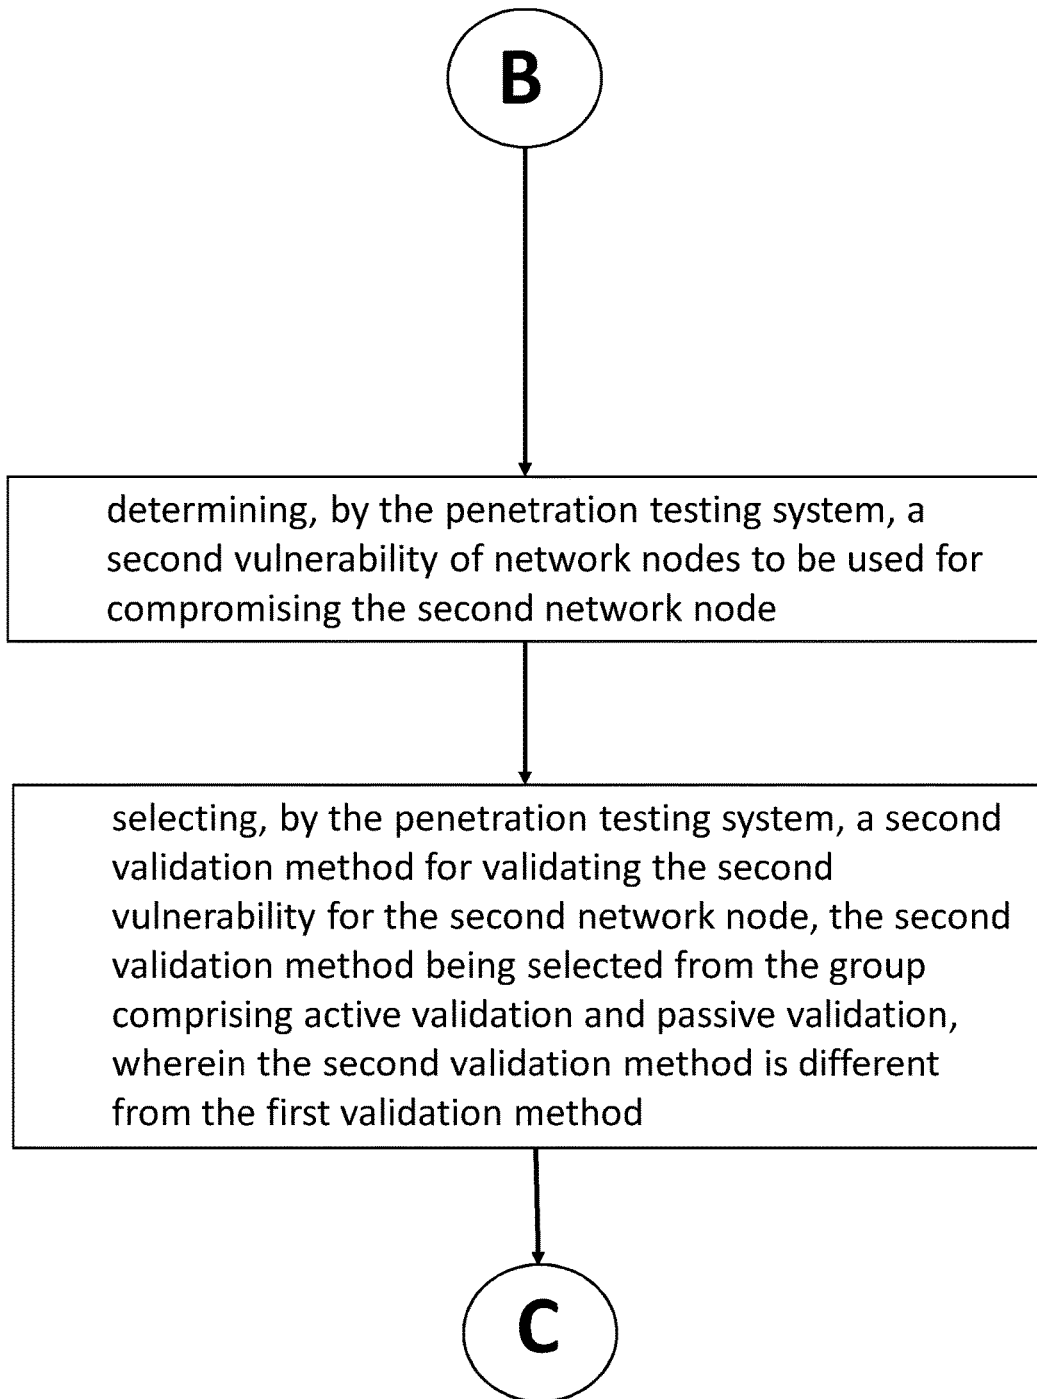 B
determining, by the penetration testing system, a
second vulnerability of network nodes to be used for
compromising the second network node
selecting, by the penetration testing system, a second
validation method for validating the second
vulnerability for the second network node, the second
validation method being selected from the group
comprising active validation and passive validation,
wherein the second validation method is different
from the first validation method
C